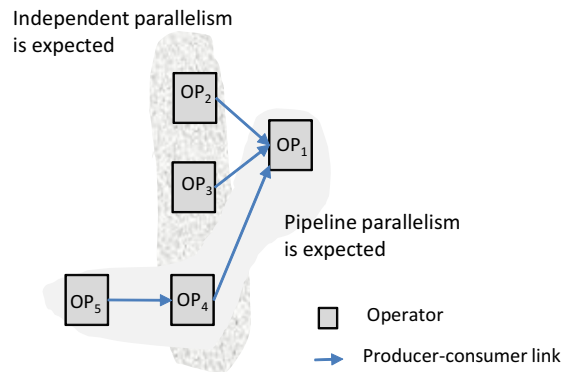 Independent parallelism
is expected
OP₂
OP₁
OP₃
Pipeline parallelism
is expected
OP₅
OP₄
Operator
Producer-consumer link